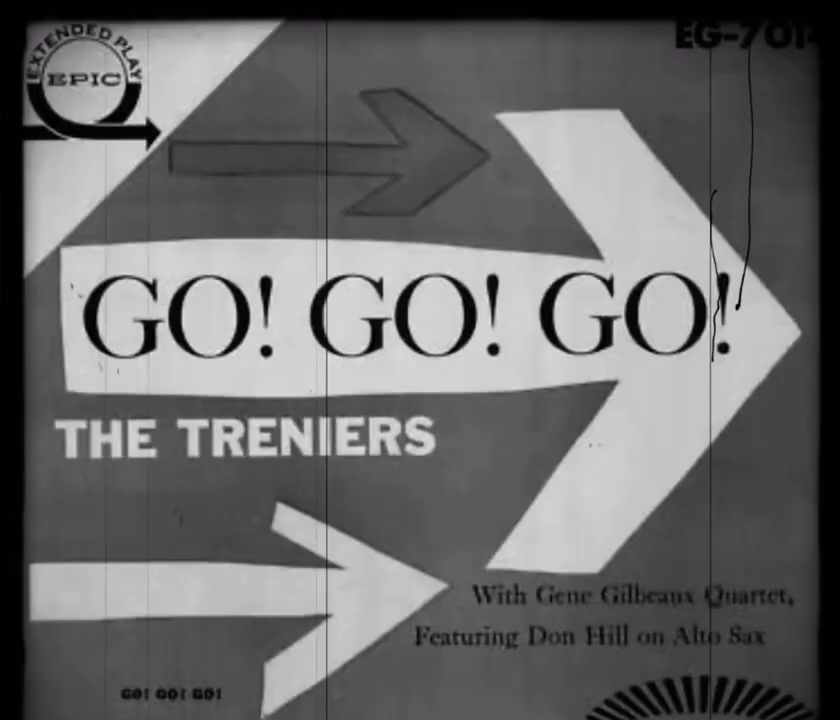 EXTENDED PLAY
EPIC
EG-701
GO! GO! GO!
THE TRENIERS
With Gene Gilbeaux Quartet,
Featuring Don Hill on Alto Sax
GO! GO! GO!